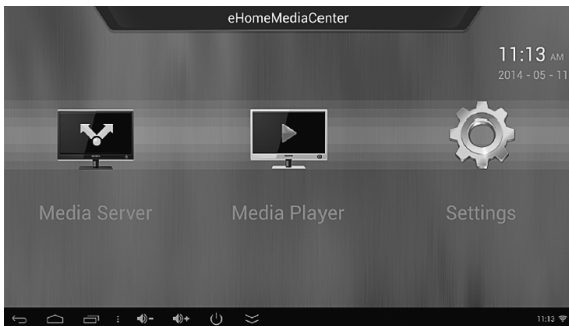 eHomeMediaCenter
11:13 AM
2014 - 05 - 11
Media Server
Media Player
Settings
11:13